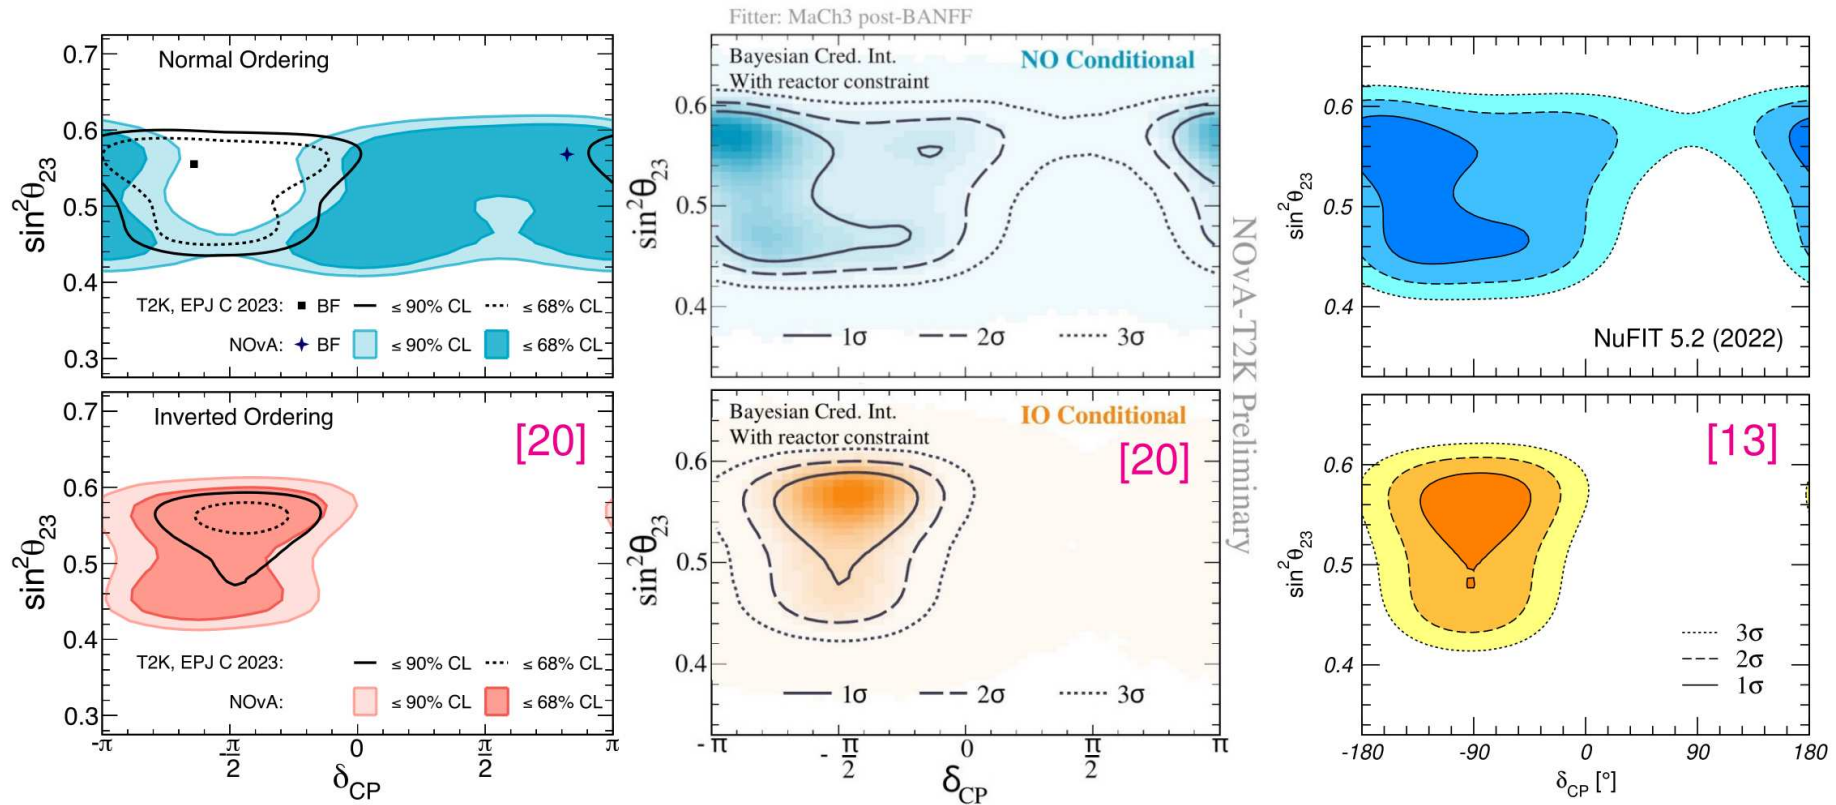 Fitter: MaCh3 post-BANFF
Normal Ordering
T2K, EPJ C 2023: BF ≤ 90% CL ≤ 68% CL
NOvA: BF ≤ 90% CL ≤ 68% CL
0.7
0.6
0.5
0.4
0.3
sin²θ₂₃
Inverted Ordering
[20]
T2K, EPJ C 2023: ≤ 90% CL ≤ 68% CL
NOvA: ≤ 90% CL ≤ 68% CL
0.7
0.6
0.5
0.4
0.3
sin²θ₂₃
-π -π/2 0 π/2 π
δCP
Bayesian Cred. Int.
With reactor constraint
NO Conditional
0.6
0.5
0.4
sin²θ₂₃
1σ 2σ 3σ
Bayesian Cred. Int.
With reactor constraint
IO Conditional
[20]
0.6
0.5
0.4
sin²θ₂₃
1σ 2σ 3σ
-π -π/2 0 π/2 π
δCP
NOvA-T2K Preliminary
0.6
0.5
0.4
sin²θ₂₃
NuFIT 5.2 (2022)
[13]
0.6
0.5
0.4
sin²θ₂₃
3σ
2σ
1σ
-180 -90 0 90 180
δCP [°]